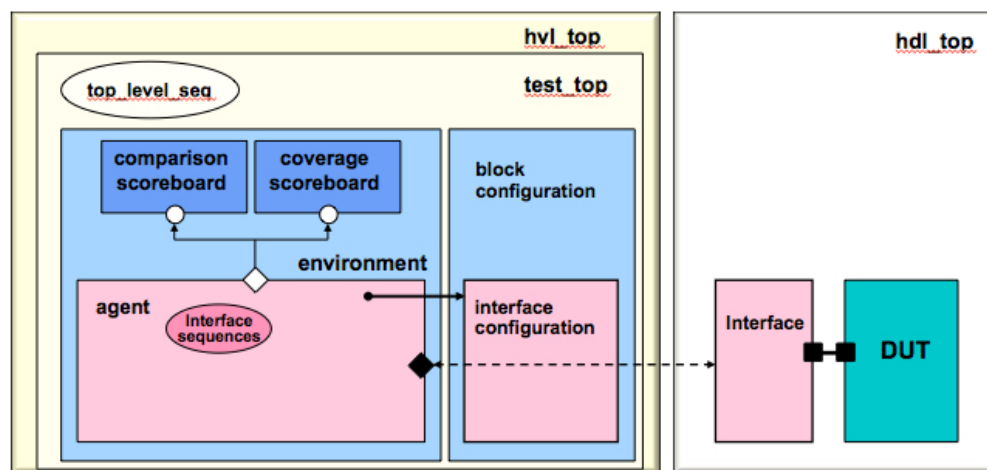 hvl_top
hdl_top
test_top
top_level_seq
comparison
scoreboard
coverage
scoreboard
block
configuration
environment
agent
Interface
sequences
interface
configuration
Interface
DUT